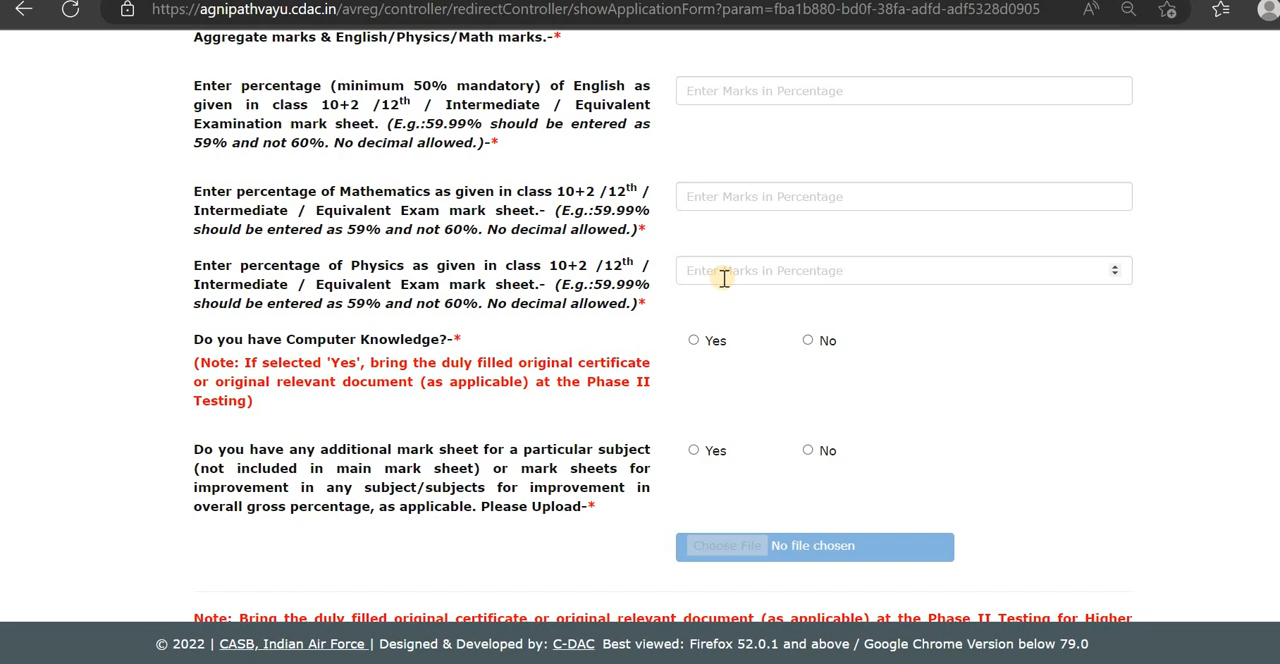 https://agnipathvayu.cdac.in/avreg/controller/redirectController/showApplicationForm?param=fba1b880-bd0f-38fa-adfd-adf5328d0905
Aggregate marks & English/Physics/Math marks.-*
Enter percentage (minimum 50% mandatory) of English as
given in class 10+2 /12th / Intermediate / Equivalent
Examination mark sheet. (E.g.:59.99% should be entered as
59% and not 60%. No decimal allowed.)-*
Enter Marks in Percentage
Enter percentage of Mathematics as given in class 10+2 /12th /
Intermediate / Equivalent Exam mark sheet.- (E.g.:59.99%
should be entered as 59% and not 60%. No decimal allowed.)*
Enter Marks in Percentage
Enter percentage of Physics as given in class 10+2 /12th /
Intermediate / Equivalent Exam mark sheet.- (E.g.:59.99%
should be entered as 59% and not 60%. No decimal allowed.)*
Enter Marks in Percentage
Do you have Computer Knowledge?-*
Yes No
(Note: If selected 'Yes', bring the duly filled original certificate
or original relevant document (as applicable) at the Phase II
Testing)
Do you have any additional mark sheet for a particular subject
(not included in main mark sheet) or mark sheets for
improvement in any subject/subjects for improvement in
overall gross percentage, as applicable. Please Upload-*
Yes No
Choose File No file chosen
Note: Bring the duly filled original certificate or original relevant document (as applicable) at the Phase II Testing for Higher
© 2022 | CASB, Indian Air Force | Designed & Developed by: C-DAC Best viewed: Firefox 52.0.1 and above / Google Chrome Version below 79.0